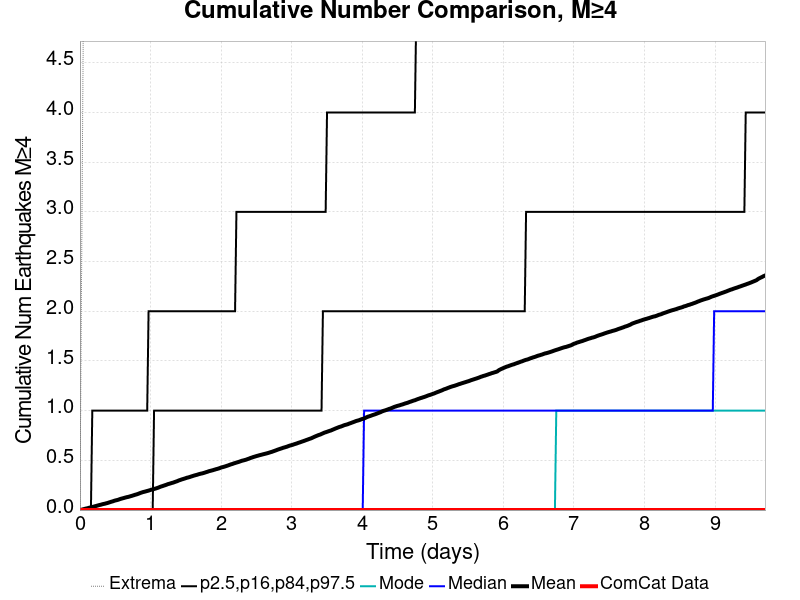 Cumulative Number Comparison, M≥4
Cumulative Num Earthquakes M≥4
4.5
4.0
3.5
3.0
2.5
2.0
1.5
1.0
0.5
0.0
0 1 2 3 4 5 6 7 8 9
Time (days)
Extrema p2.5,p16,p84,p97.5 Mode Median Mean ComCat Data